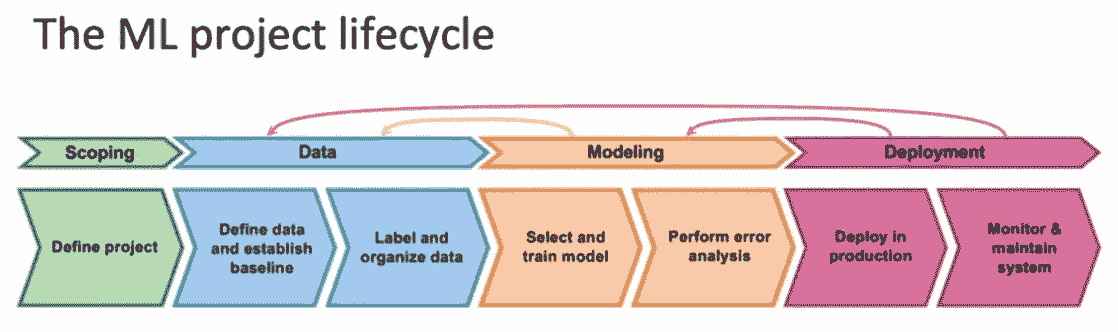 The ML project lifecycle
Scoping
Data
Modeling
Deployment
Define project
Define data
and establish
baseline
Label and
organize data
Select and
train model
Perform error
analysis
Deploy in
production
Monitor &
maintain
system